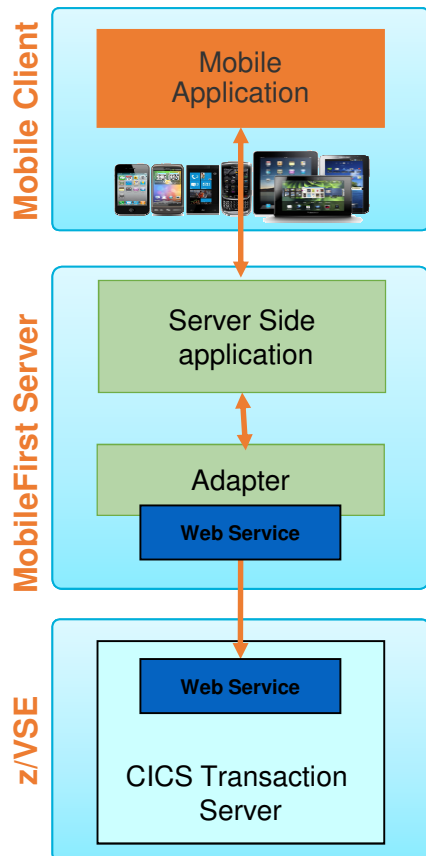 Mobile Client
Mobile
Application
MobileFirst Server
Server Side
application
Adapter
Web Service
z/VSE
Web Service
CICS Transaction
Server